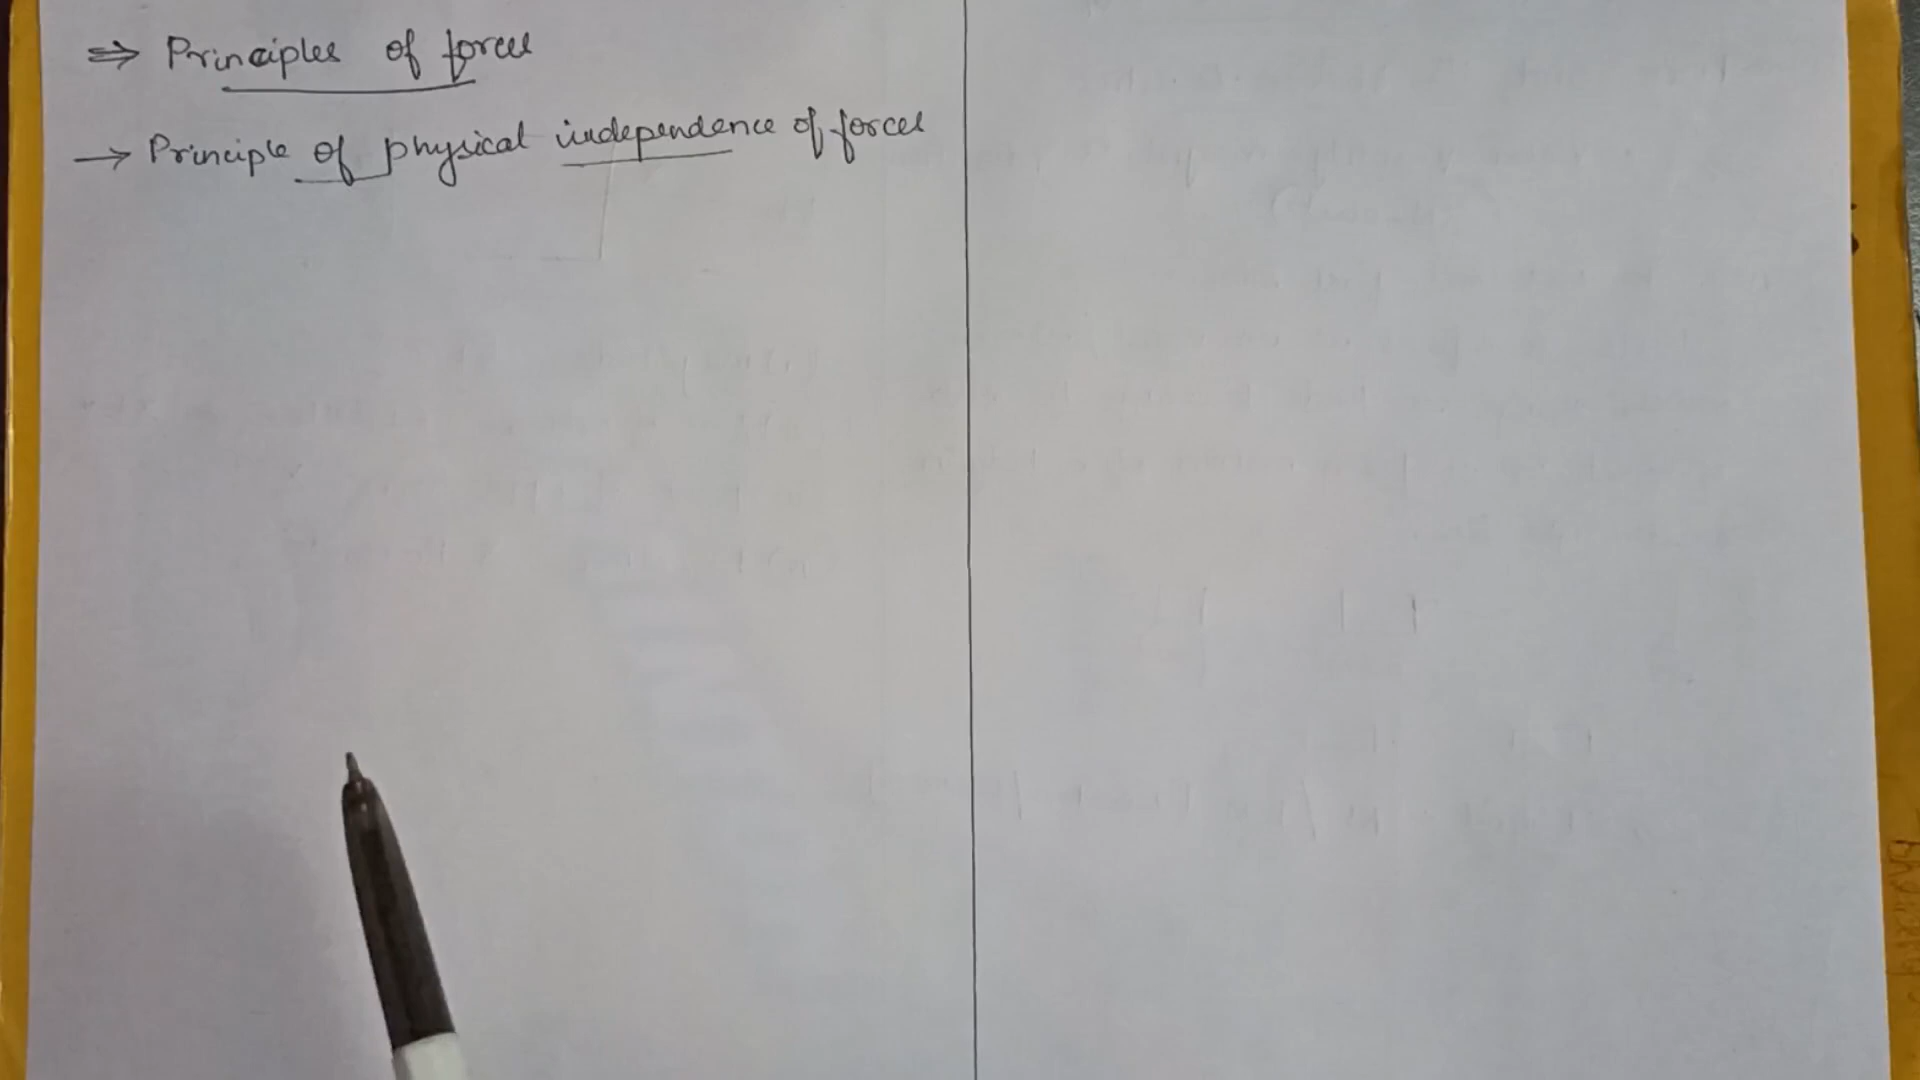 ⇒ Principles of forces
→ Principle of physical independence of forces